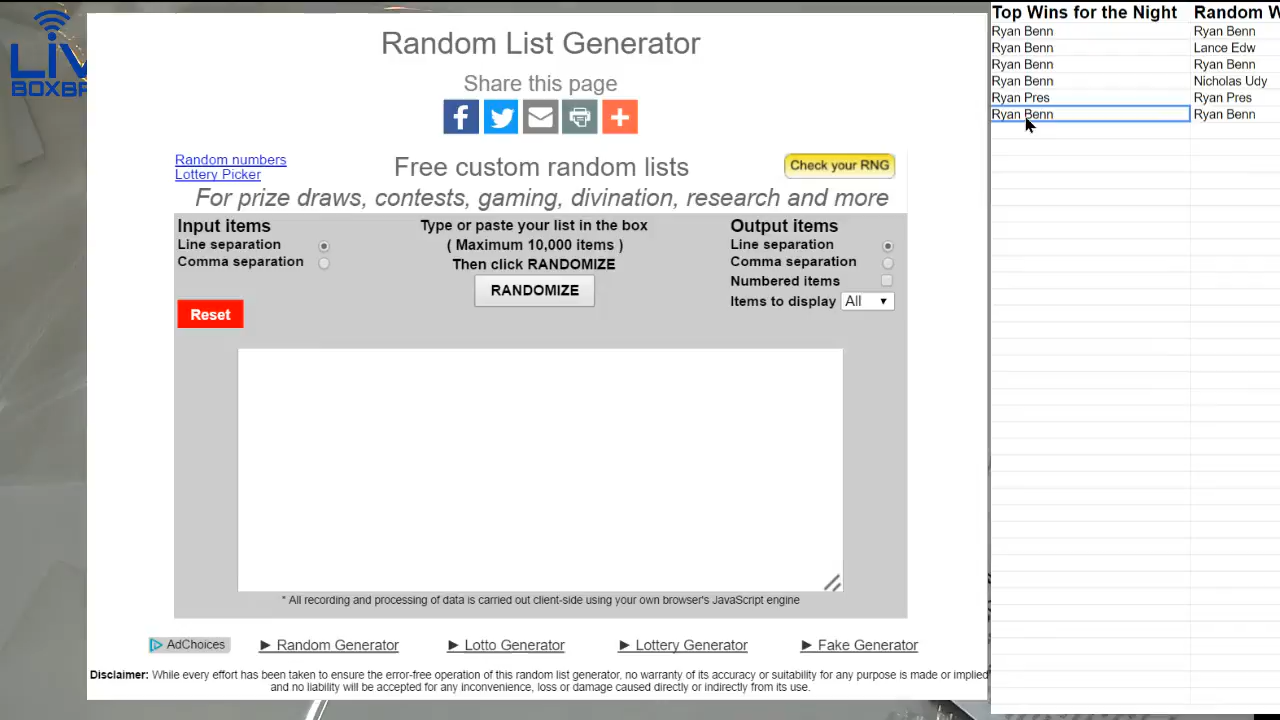 LIV
BOXBR
Random List Generator
Share this page
Random numbers
Lottery Picker
Free custom random lists
Check your RNG
For prize draws, contests, gaming, divination, research and more
Input items
Line separation
Comma separation
Reset
Type or paste your list in the box
( Maximum 10,000 items )
Then click RANDOMIZE
RANDOMIZE
Output items
Line separation
Comma separation
Numbered items
Items to display All
* All recording and processing of data is carried out client-side using your own browser's JavaScript engine
AdChoices
► Random Generator
► Lotto Generator
► Lottery Generator
► Fake Generator
Disclaimer: While every effort has been taken to ensure the error-free operation of this random list generator, no warranty of its accuracy or suitability for any purpose is made or implied
and no liability will be accepted for any inconvenience, loss or damage caused directly or indirectly from its use.
Top Wins for the Night Random W
Ryan Benn Ryan Benn
Ryan Benn Lance Edw
Ryan Benn Ryan Benn
Ryan Benn Nicholas Udy
Ryan Pres Ryan Pres
Ryan Benn Ryan Benn